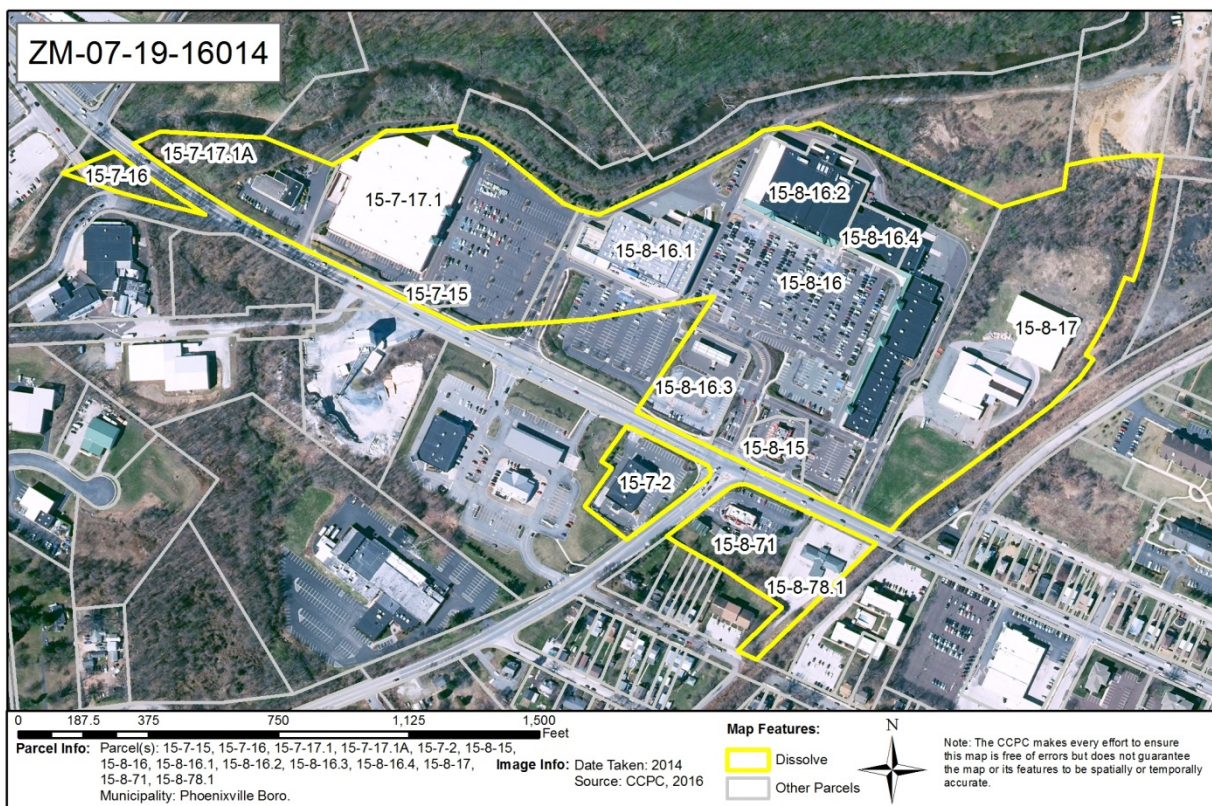 ZM-07-19-16014
15-7-17.1A
15-7-16
15-7-17.1
15-8-16.2
15-8-16.1
15-8-16.4
15-8-16
15-7-15
15-8-17
15-8-16.3
15-8-15
15-7-2
15-8-71
15-8-78.1
0 187.5 375 750 1,125 1,500
Feet
Parcel Info: Parcel(s): 15-7-15, 15-7-16, 15-7-17.1, 15-7-17.1A, 15-7-2, 15-8-15,
15-8-16, 15-8-16.1, 15-8-16.2, 15-8-16.3, 15-8-16.4, 15-8-17,
15-8-71, 15-8-78.1
Municipality: Phoenixville Boro.
Image Info: Date Taken: 2014
Source: CCPC, 2016
Map Features:
Dissolve
Other Parcels
N
Note: The CCPC makes every effort to ensure
this map is free of errors but does not guarantee
the map or its features to be spatially or temporally
accurate.